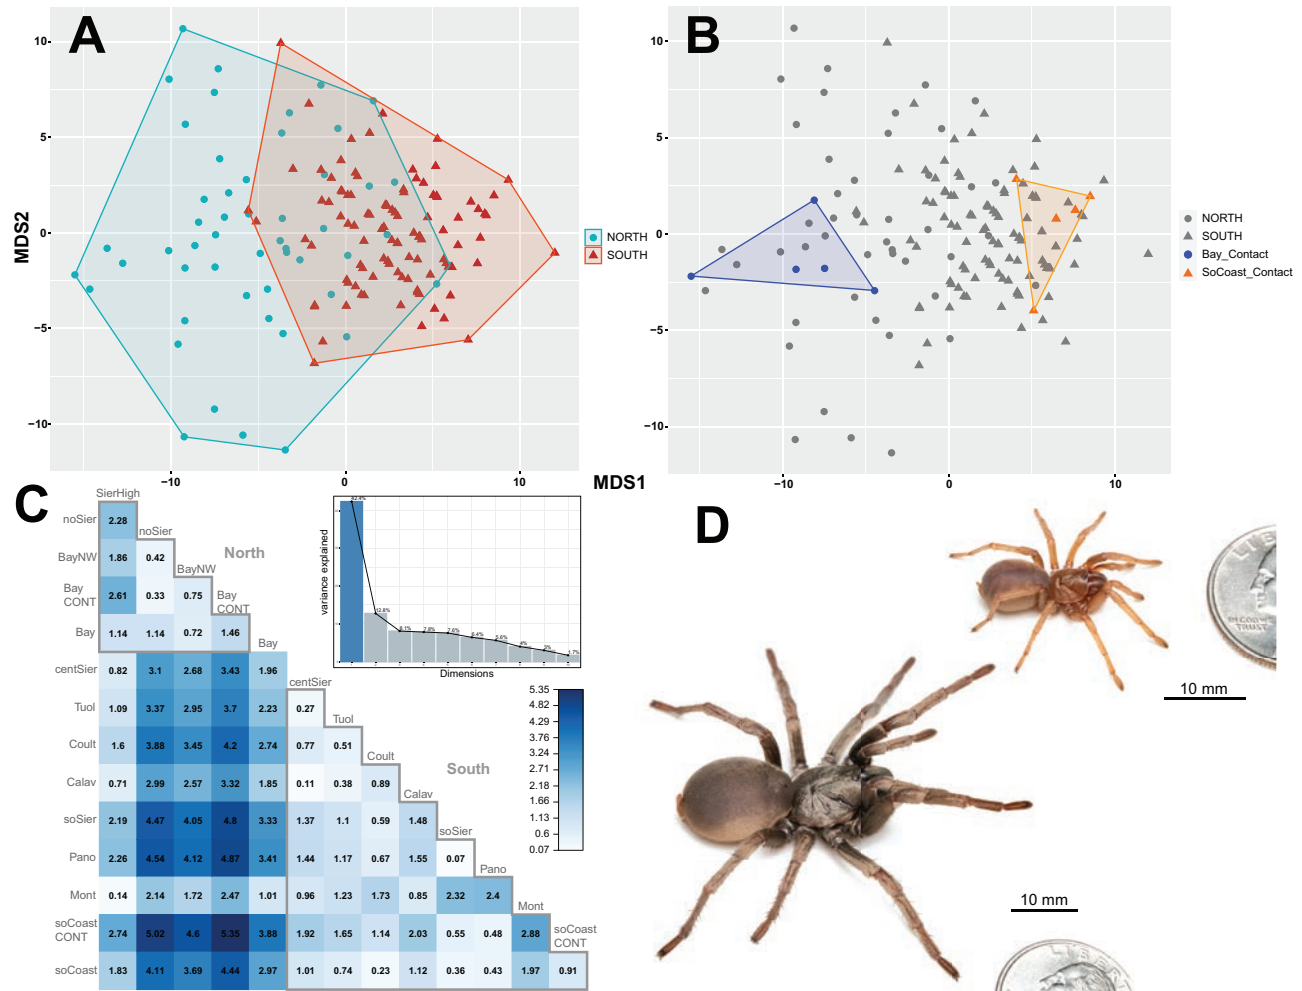 A
10
5
0
−5
−10
MDS2
−10
0
10
NORTH
SOUTH
MDS1
B
10
5
0
−5
−10
−10
0
10
NORTH
SOUTH
Bay_Contact
SoCoast_Contact
C
SierHigh
noSier 2.28 noSier
BayNW 1.86 0.42 BayNW
Bay CONT 2.61 0.33 0.75 Bay CONT
Bay 1.14 1.14 0.72 1.46 Bay
North
centSier 0.82 3.1 2.68 3.43 1.96 centSier
Tuol 1.09 3.37 2.95 3.7 2.23 0.27 Tuol
Coult 1.6 3.88 3.45 4.2 2.74 0.77 0.51 Coult
Calav 0.71 2.99 2.57 3.32 1.85 0.11 0.38 0.89 Calav
soSier 2.19 4.47 4.05 4.8 3.33 1.37 1.1 0.59 1.48 soSier
Pano 2.26 4.54 4.12 4.87 3.41 1.44 1.17 0.67 1.55 0.07 Pano
Mont 0.14 2.14 1.72 2.47 1.01 0.96 1.23 1.73 0.85 2.32 2.4 Mont
soCoast CONT 2.74 5.02 4.6 5.35 3.88 1.92 1.65 1.14 2.03 0.55 0.48 2.88 soCoast CONT
soCoast 1.83 4.11 3.69 4.44 2.97 1.01 0.74 0.23 1.12 0.36 0.43 1.97 0.91
South
variance explained
Dimensions
5.35
4.82
4.29
3.76
3.24
2.71
2.18
1.66
1.13
0.6
0.07
D
10 mm
10 mm
TRUST